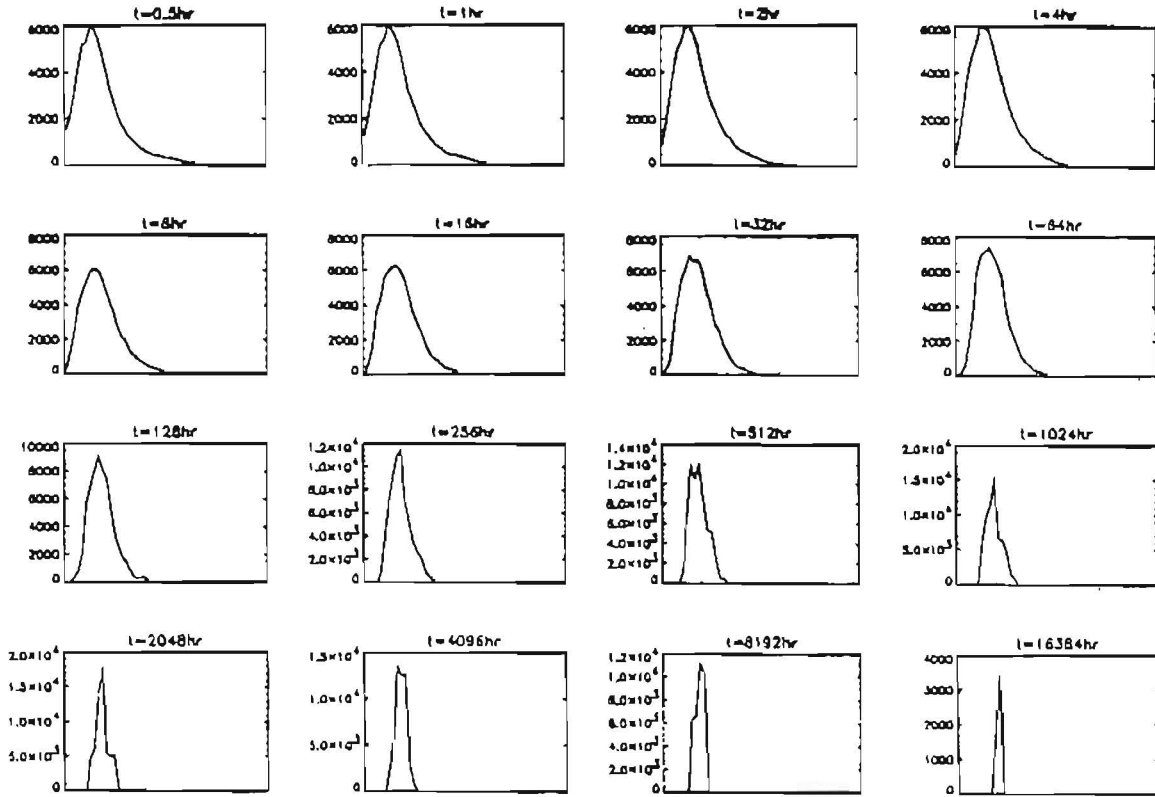 t=0.5hr t=1hr t=2hr t=4hr
6000 6000 6000 6000
4000 4000 4000 4000
2000 2000 2000 2000
0 0 0 0
t=8hr t=16hr t=32hr t=64hr
8000 8000 8000 8000
6000 6000 6000 6000
4000 4000 4000 4000
2000 2000 2000 2000
0 0 0 0
t=128hr t=256hr t=512hr t=1024hr
10000 1.2×10⁴ 1.4×10⁴ 2.0×10⁴
8000 1.0×10⁴ 1.2×10⁴ 1.5×10⁴
6000 8.0×10³ 1.0×10⁴ 1.0×10⁴
4000 6.0×10³ 8.0×10³ 5.0×10³
2000 4.0×10³ 6.0×10³ 0
0 2.0×10³ 4.0×10³
0 2.0×10³
0
t=2048hr t=4096hr t=8192hr t=16384hr
2.0×10⁴ 1.5×10⁴ 1.2×10⁴ 4000
1.5×10⁴ 1.0×10⁴ 1.0×10⁴ 3000
1.0×10⁴ 5.0×10³ 8.0×10³ 2000
5.0×10³ 0 6.0×10³ 1000
0 4.0×10³ 0
2.0×10³
0